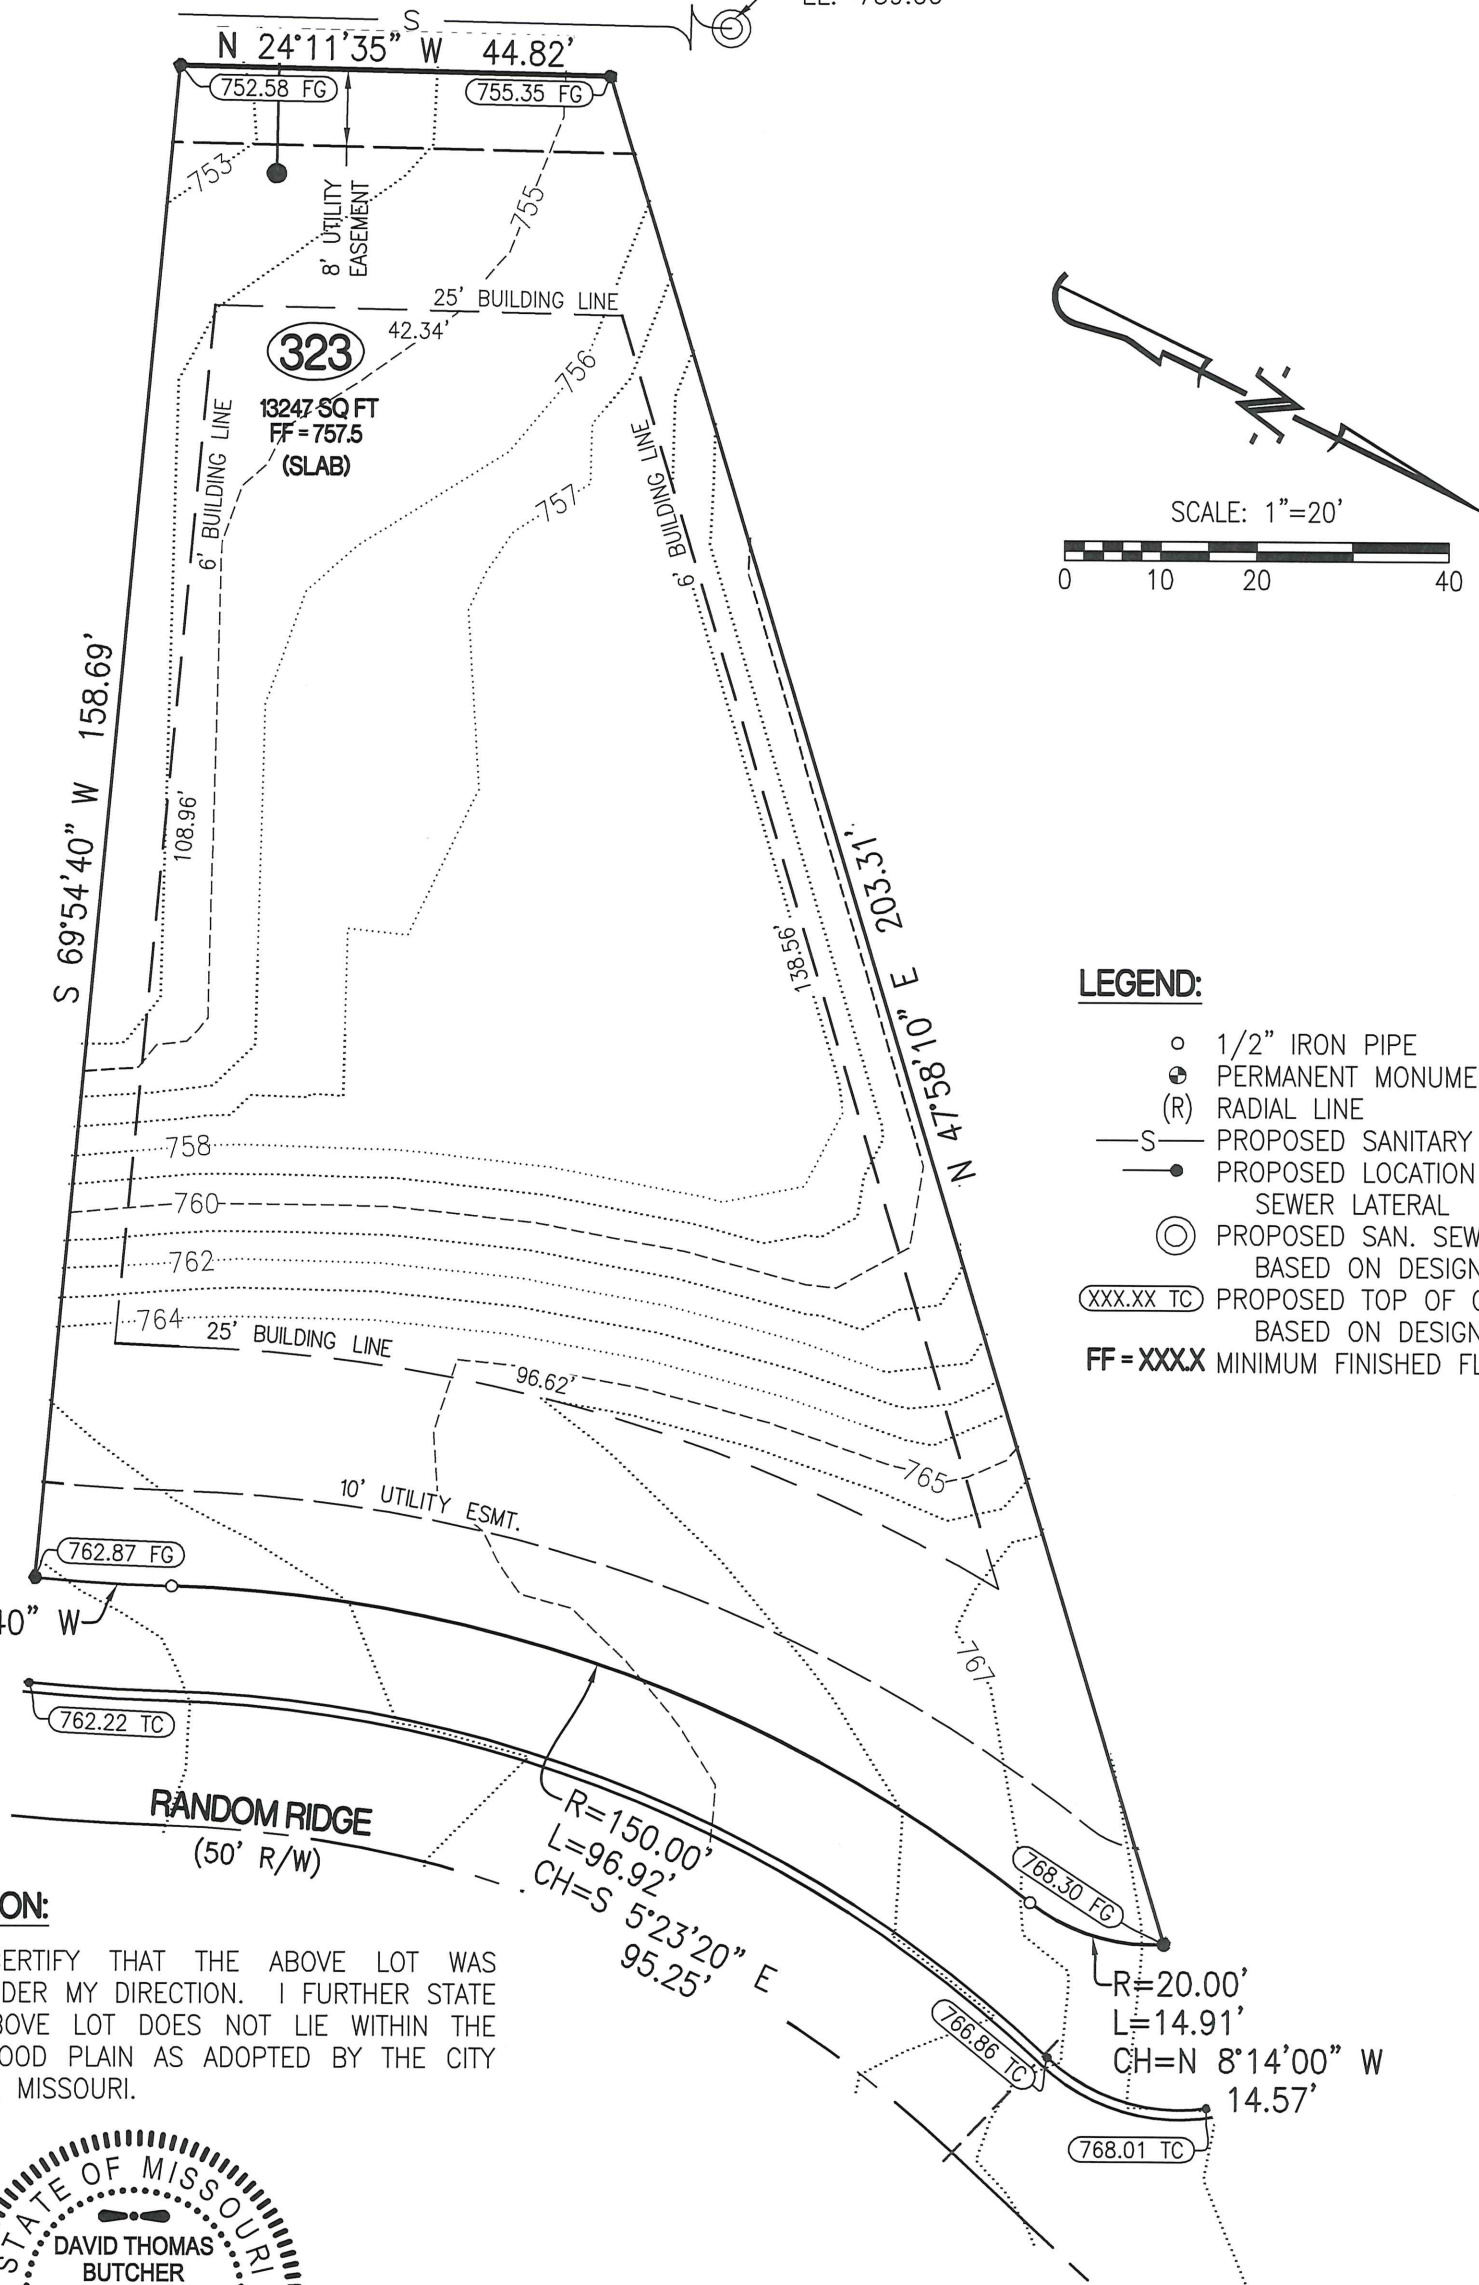 S
N 24°11'35" W 44.82'
752.58 FG
755.35 FG
753
8' UTILITY
EASEMENT
755
25' BUILDING LINE
42.34'
323
13247 SQ FT
FF = 757.5
(SLAB)
756
757
6' BUILDING LINE
6' BUILDING LINE
SCALE: 1"=20'
0 10 20 40
S 69°54'40" W 158.69'
108.96'
138.56'
N 47°58'10" E 203.31'
LEGEND:
1/2" IRON PIPE
PERMANENT MONUME
(R) RADIAL LINE
S PROPOSED SANITARY
PROPOSED LOCATION
SEWER LATERAL
PROPOSED SAN. SEW
BASED ON DESIGN
XXX.XX TC PROPOSED TOP OF
BASED ON DESIGN
FF = XXX.X MINIMUM FINISHED FL
758
760
762
764
25' BUILDING LINE
96.62'
765
10' UTILITY ESMT.
762.87 FG
40" W
767
762.22 TC
RANDOM RIDGE
(50' R/W)
R=150.00'
L=96.92'
CH=S 5°23'20" E
95.25'
768.30 FG
R=20.00'
L=14.91'
CH=N 8°14'00" W
14.57'
766.86 TC
768.01 TC
ON:
ERTIFY THAT THE ABOVE LOT WAS
DER MY DIRECTION. I FURTHER STATE
BOVE LOT DOES NOT LIE WITHIN THE
OOD PLAIN AS ADOPTED BY THE CITY
MISSOURI.
STATE OF MISSOURI
DAVID THOMAS
BUTCHER